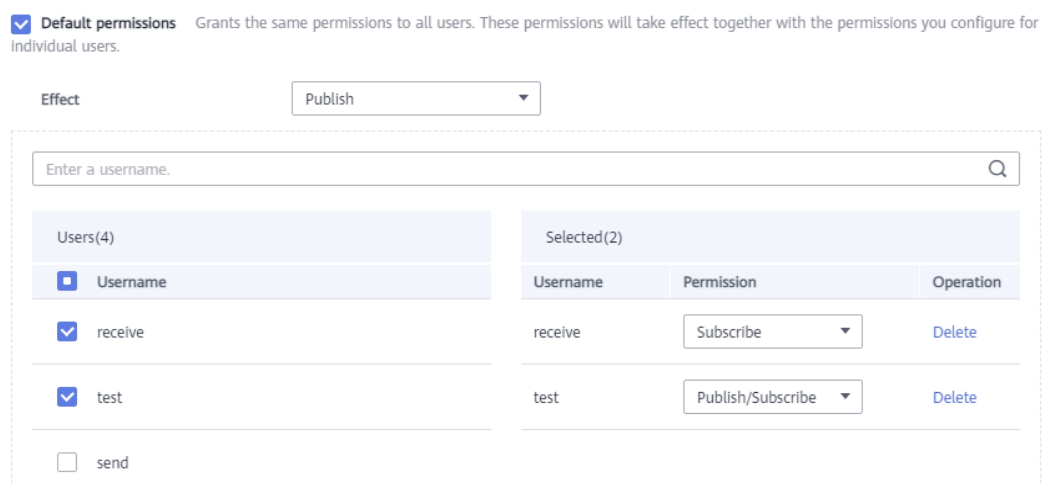 Default permissions Grants the same permissions to all users. These permissions will take effect together with the permissions you configure for
individual users.
Effect Publish
Enter a username.
Users(4) Selected(2)
Username Username Permission Operation
receive receive Subscribe Delete
test test Publish/Subscribe Delete
send